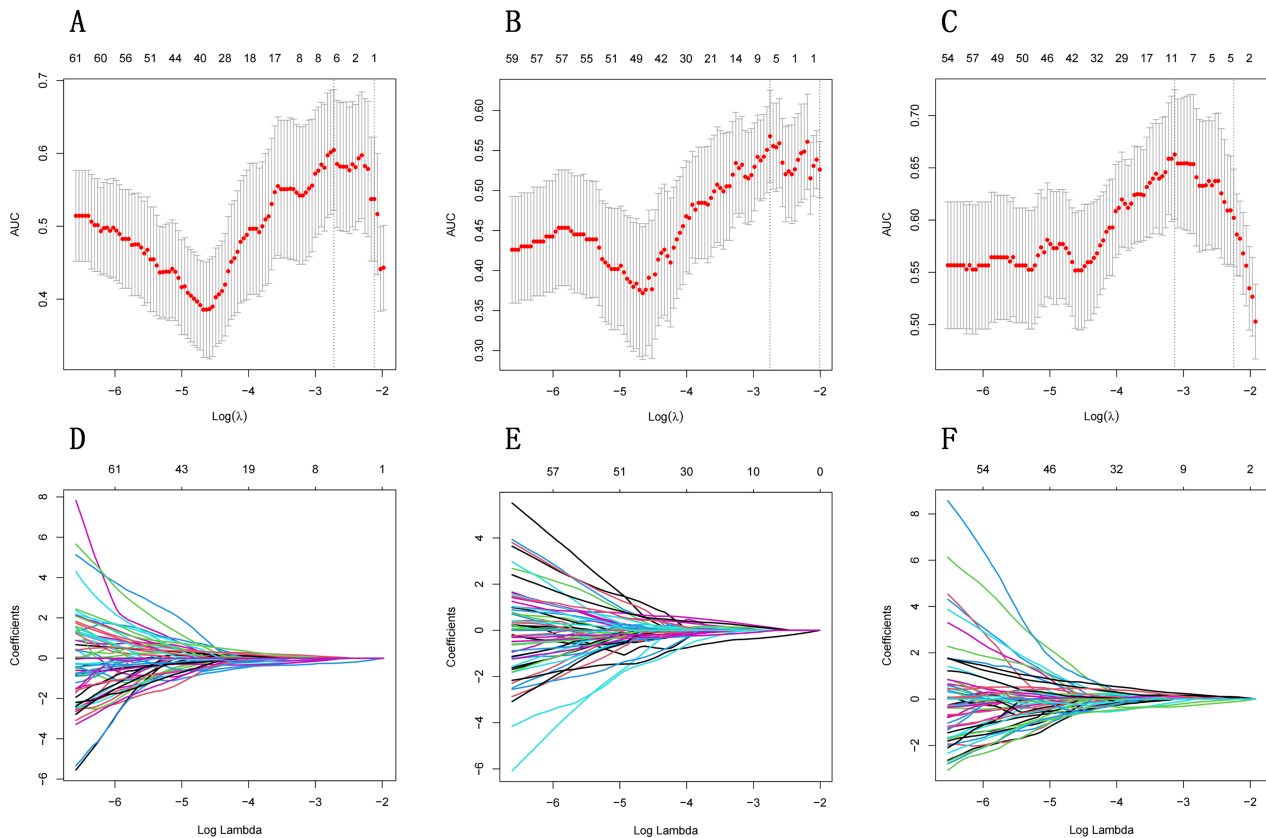 A
61 60 56 51 44 40 28 18 17 8 8 6 2 1
AUC
0.7
0.6
0.5
0.4
−6 −5 −4 −3 −2
Log(λ)
B
59 57 57 55 51 49 42 30 21 14 9 5 1 1
AUC
0.60
0.55
0.50
0.45
0.40
0.35
0.30
−6 −5 −4 −3 −2
Log(λ)
C
54 57 49 50 46 42 32 29 17 11 7 5 5 2
AUC
0.70
0.65
0.60
0.55
0.50
−6 −5 −4 −3 −2
Log(λ)
D
61 43 19 8 1
Coefficients
8
6
4
2
0
−2
−4
−6
−6 −5 −4 −3 −2
Log Lambda
E
57 51 30 10 0
Coefficients
4
2
0
−2
−4
−6
−6 −5 −4 −3 −2
Log Lambda
F
54 46 32 9 2
Coefficients
8
6
4
2
0
−2
−6 −5 −4 −3 −2
Log Lambda